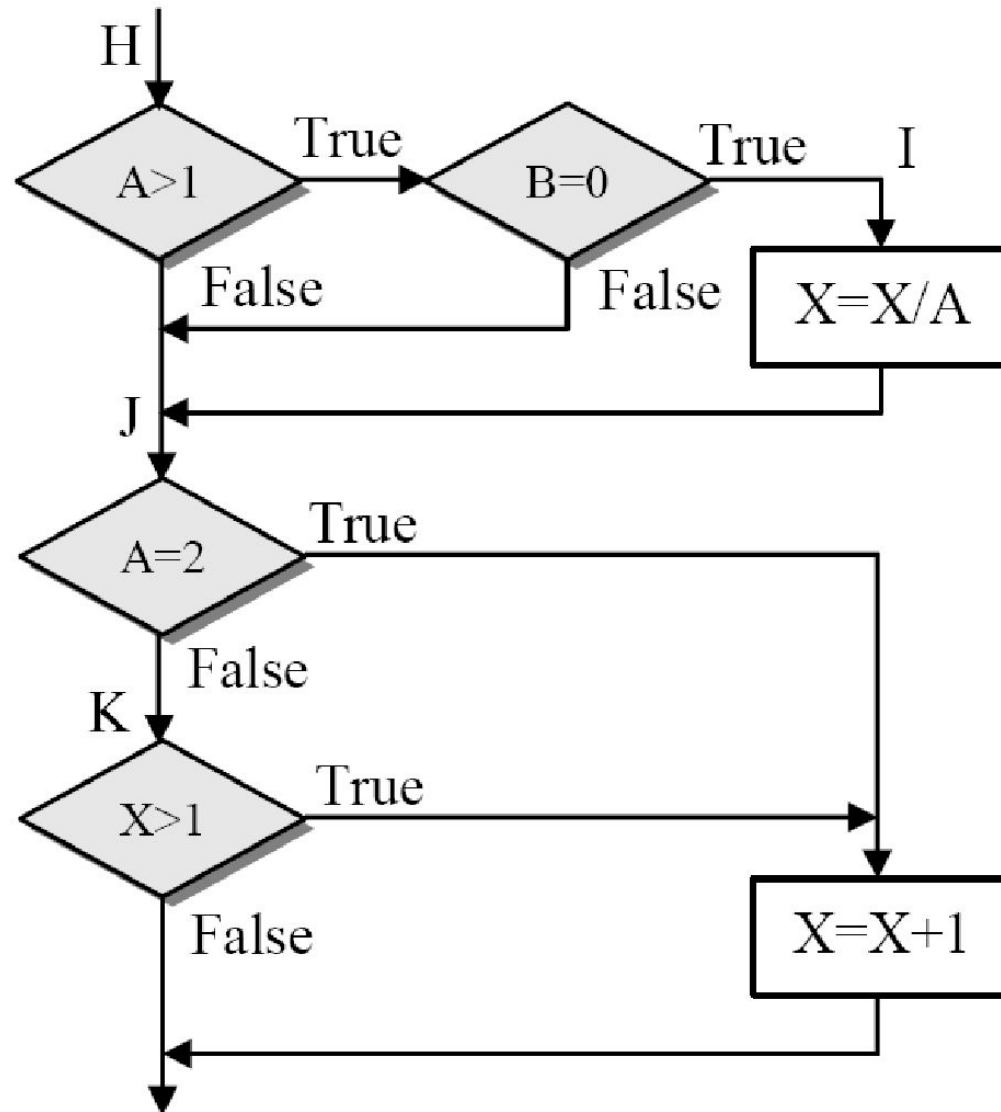 H
A>1
True
B=0
True
I
False
False
X=X/A
J
A=2
True
False
K
X>1
True
False
X=X+1